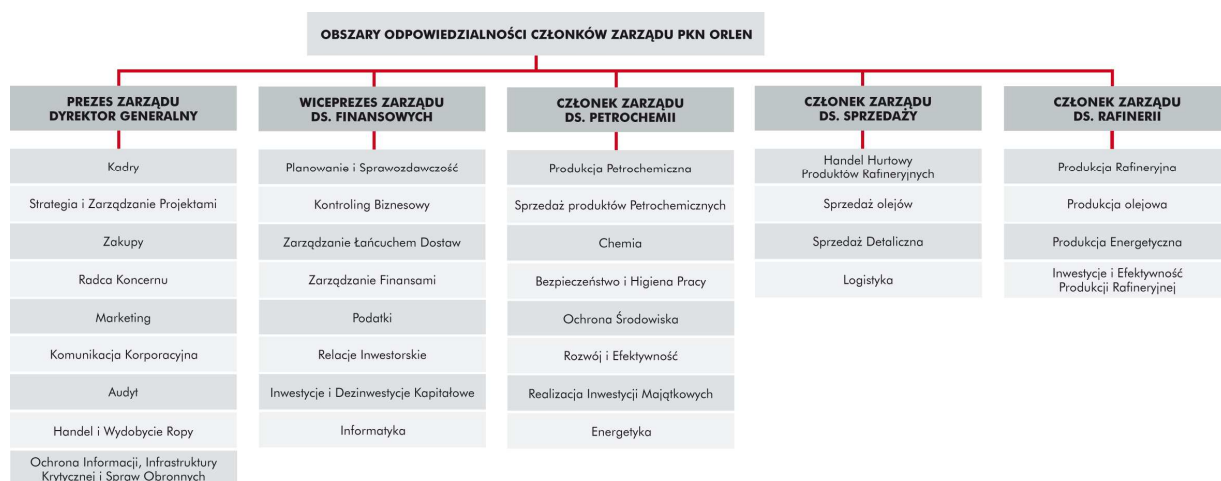 OBSZARY ODPOWIEDZIALNOŚCI CZŁONKÓW ZARZĄDU PKN ORLEN
PREZES ZARZĄDU
DYREKTOR GENERALNY
Kadry
Strategia i Zarządzanie Projektami
Zakupy
Radca Koncernu
Marketing
Komunikacja Korporacyjna
Audyt
Handel i Wydobycie Ropy
Ochrona Informacji, Infrastruktury
Krytycznej i Spraw Obronnych
WICEPREZES ZARZĄDU
DS. FINANSOWYCH
Planowanie i Sprawozdawczość
Kontroling Biznesowy
Zarządzanie Łańcuchem Dostaw
Zarządzanie Finansami
Podatki
Relacje Inwestorskie
Inwestycje i Dezinwestycje Kapitałowe
Informatyka
CZŁONEK ZARZĄDU
DS. PETROCHEMII
Produkcja Petrochemiczna
Sprzedaż produktów Petrochemicznych
Chemia
Bezpieczeństwo i Higiena Pracy
Ochrona Środowiska
Rozwój i Efektywność
Realizacja Inwestycji Majątkowych
Energetyka
CZŁONEK ZARZĄDU
DS. SPRZEDAŻY
Handel Hurtowy
Produktów Rafineryjnych
Sprzedaż olejów
Sprzedaż Detaliczna
Logistyka
CZŁONEK ZARZĄDU
DS. RAFINERII
Produkcja Rafineryjna
Produkcja olejowa
Produkcja Energetyczna
Inwestycje i Efektywność
Produkcji Rafineryjnej